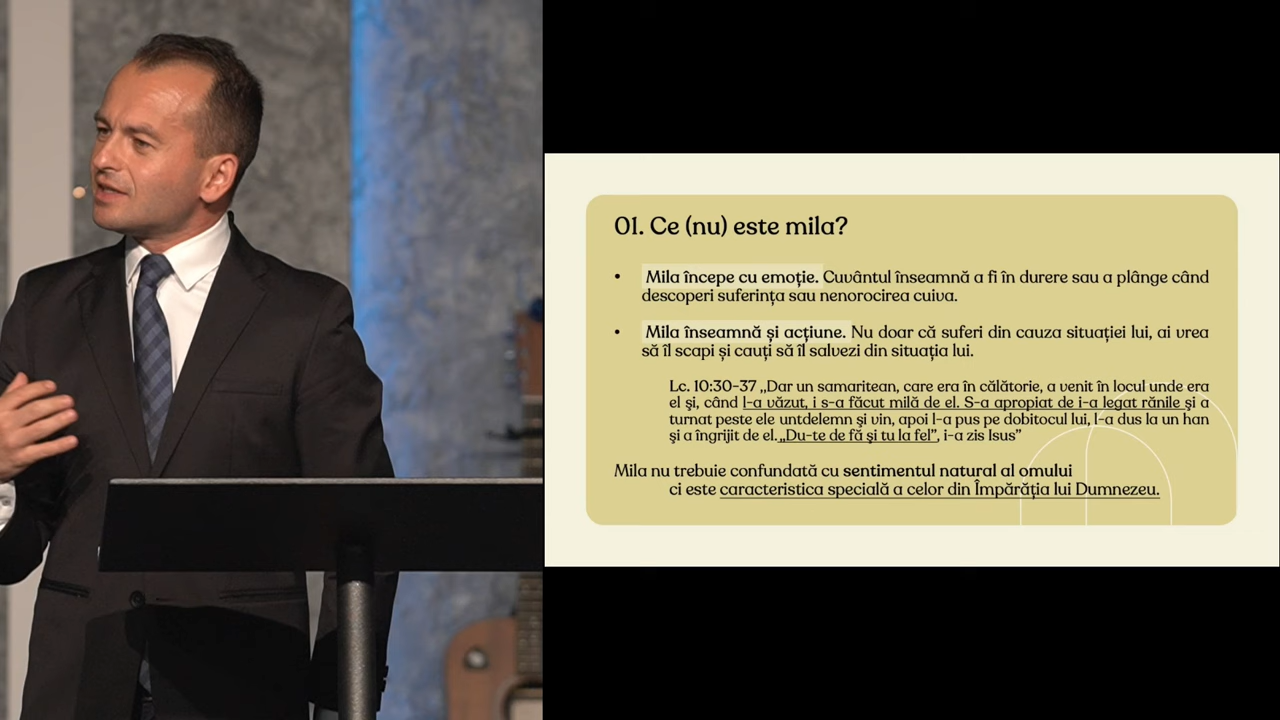 01. Ce (nu) este mila?
• Mila începe cu emoție. Cuvântul înseamnă a fi în durere sau a plânge când
descoperi suferința sau nenorocirea cuiva.
• Mila înseamnă și acțiune. Nu doar că suferi din cauza situației lui, ai vrea
să îl scapi și cauți să îl salvezi din situația lui.
Lc. 10:30-37 „Dar un samaritean, care era în călătorie, a venit în locul unde era
el şi, când l-a văzut, i s-a făcut milă de el. S-a apropiat de i-a legat rănile şi a
turnat peste ele untdelemn şi vin, apoi l-a pus pe dobitocul lui, l-a dus la un han
şi a îngrijit de el. „Du-te de fă şi tu la fel”, i-a zis Isus”
Mila nu trebuie confundată cu sentimentul natural al omului
ci este caracteristica specială a celor din Împărăția lui Dumnezeu.